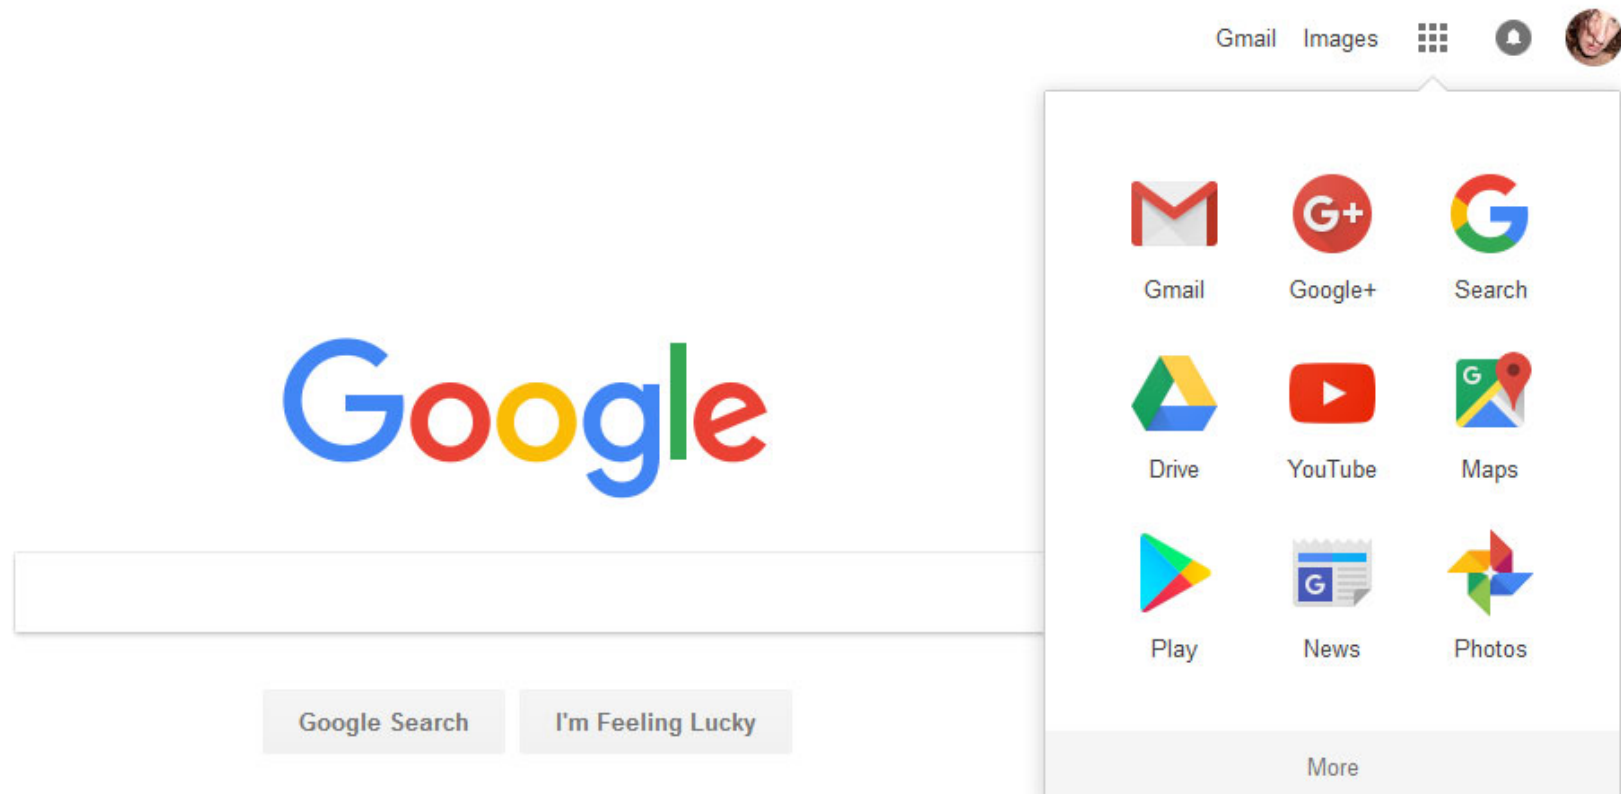 Gmail Images
Google
Google Search I'm Feeling Lucky
G+
G
Gmail Google+ Search
G
Drive YouTube Maps
G
Play News Photos
More